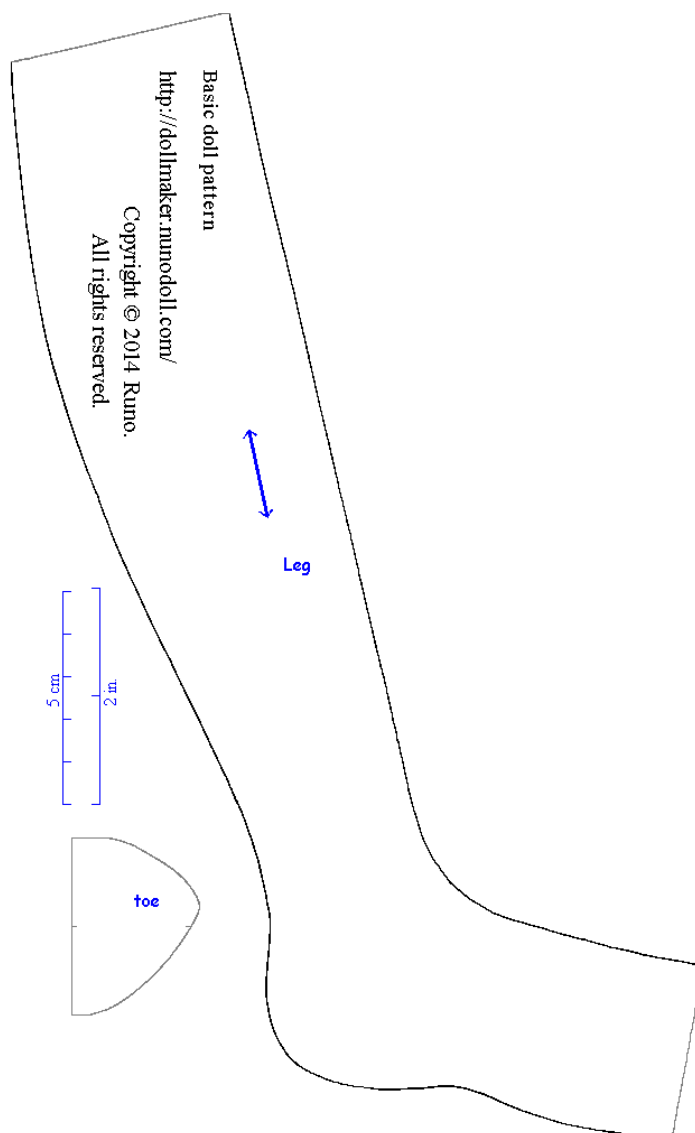 Basic doll pattern
http://dollmaker.nunodoll.com/
Copyright © 2014 Runo.
All rights reserved.
Leg
2 in
5 cm
toe